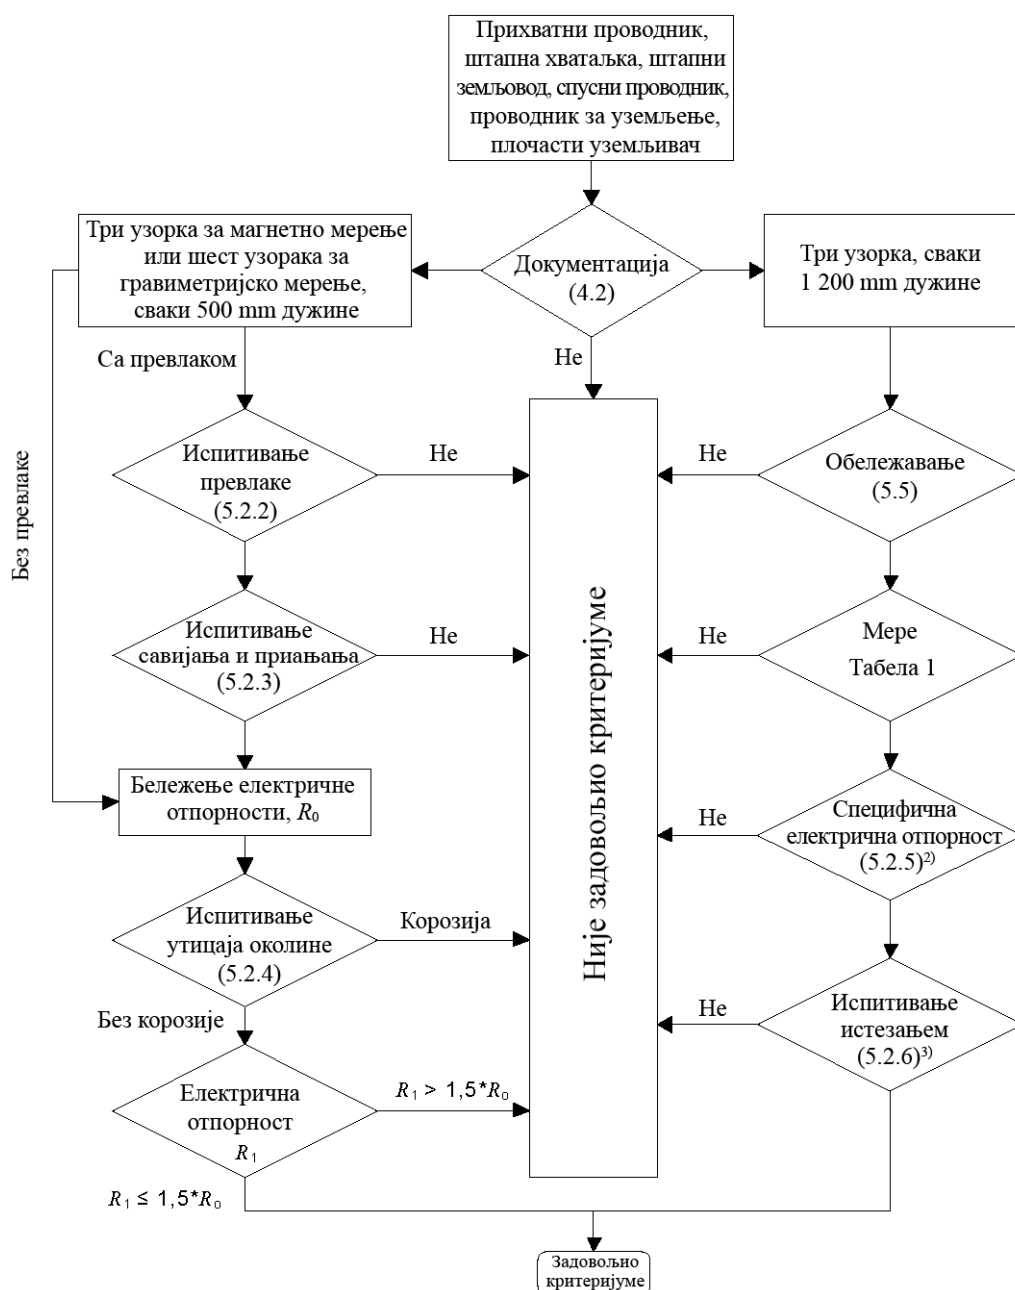 Прихватни проводник,
штапна хватаљка, штапни
земљовод, спусни проводник,
проводник за уземљење,
плочасти уземљивач
Три узорка за магнетно мерење
или шест узорака за
гравиметријско мерење,
сваки 500 mm дужине
Документација
(4.2)
Три узорка, сваки
1 200 mm дужине
Са превлаком
Не
Без превлаке
Испитивање
превлаке
(5.2.2)
Не
Не
Обележавање
(5.5)
Испитивање
савијања и приањања
(5.2.3)
Не
Није задовољио критеријуме
Не
Мере
Табела 1
Бележење електричне
отпорности, R₀
Не
Специфична
електрична отпорност
(5.2.5)²⁾
Испитивање
утицаја околине
(5.2.4)
Корозија
Без корозије
Не
Испитивање
истезањем
(5.2.6)³⁾
Електрична
отпорност
R₁
R₁ > 1,5*R₀
R₁ ≤ 1,5*R₀
Задовољио
критеријуме